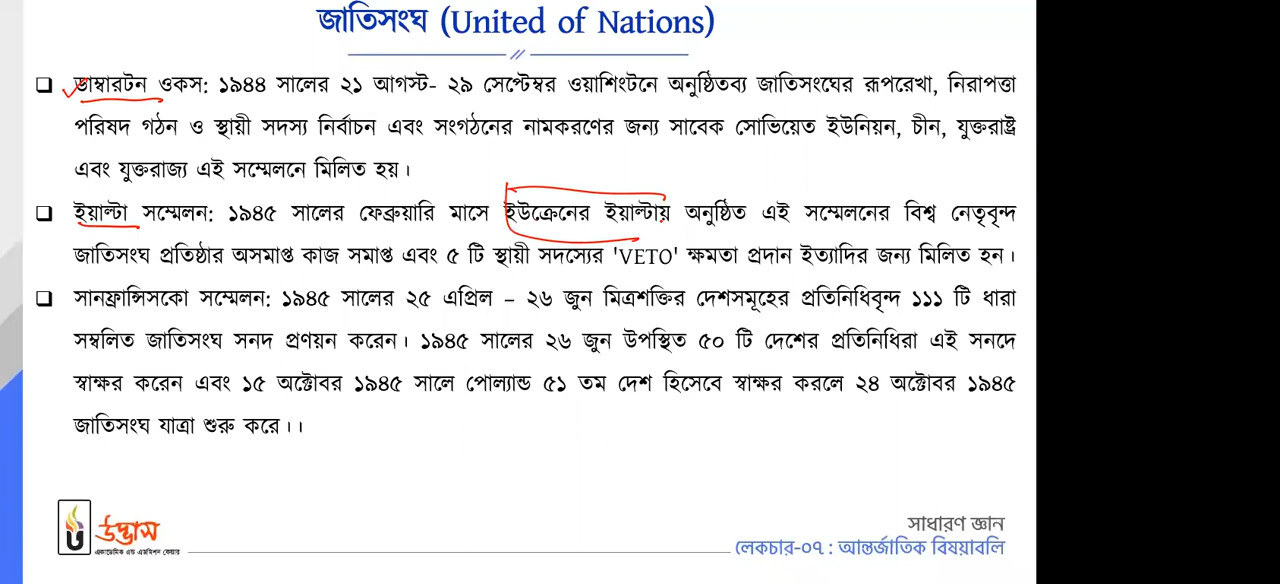 জাতিসংঘ (United of Nations)
ডাম্বারটন ওকস: ১৯৪৪ সালের ২১ আগস্ট- ২৯ সেপ্টেম্বর ওয়াশিংটনে অনুষ্ঠিতব্য জাতিসংঘের রূপরেখা, নিরাপত্তা
পরিষদ গঠন ও স্থায়ী সদস্য নির্বাচন এবং সংগঠনের নামকরণের জন্য সাবেক সোভিয়েত ইউনিয়ন, চীন, যুক্তরাষ্ট্র
এবং যুক্তরাজ্য এই সম্মেলনে মিলিত হয়।
ইয়াল্টা সম্মেলন: ১৯৪৫ সালের ফেব্রুয়ারি মাসে ইউক্রেনের ইয়াল্টায় অনুষ্ঠিত এই সম্মেলনের বিশ্ব নেতৃবৃন্দ
জাতিসংঘ প্রতিষ্ঠার অসমাপ্ত কাজ সমাপ্ত এবং ৫ টি স্থায়ী সদস্যের 'VETO' ক্ষমতা প্রদান ইত্যাদির জন্য মিলিত হন।
সানফ্রান্সিসকো সম্মেলন: ১৯৪৫ সালের ২৫ এপ্রিল – ২৬ জুন মিত্রশক্তির দেশসমূহের প্রতিনিধিবৃন্দ ১১১ টি ধারা
সম্বলিত জাতিসংঘ সনদ প্রণয়ন করেন। ১৯৪৫ সালের ২৬ জুন উপস্থিত ৫০ টি দেশের প্রতিনিধিরা এই সনদে
স্বাক্ষর করেন এবং ১৫ অক্টোবর ১৯৪৫ সালে পোল্যান্ড ৫১ তম দেশ হিসেবে স্বাক্ষর করলে ২৪ অক্টোবর ১৯৪৫
জাতিসংঘ যাত্রা শুরু করে।।
উদ্ভাস
একাডেমিক এন্ড এডমিশন কেয়ার
সাধারণ জ্ঞান
লেকচার-০৭ : আন্তর্জাতিক বিষয়াবলি